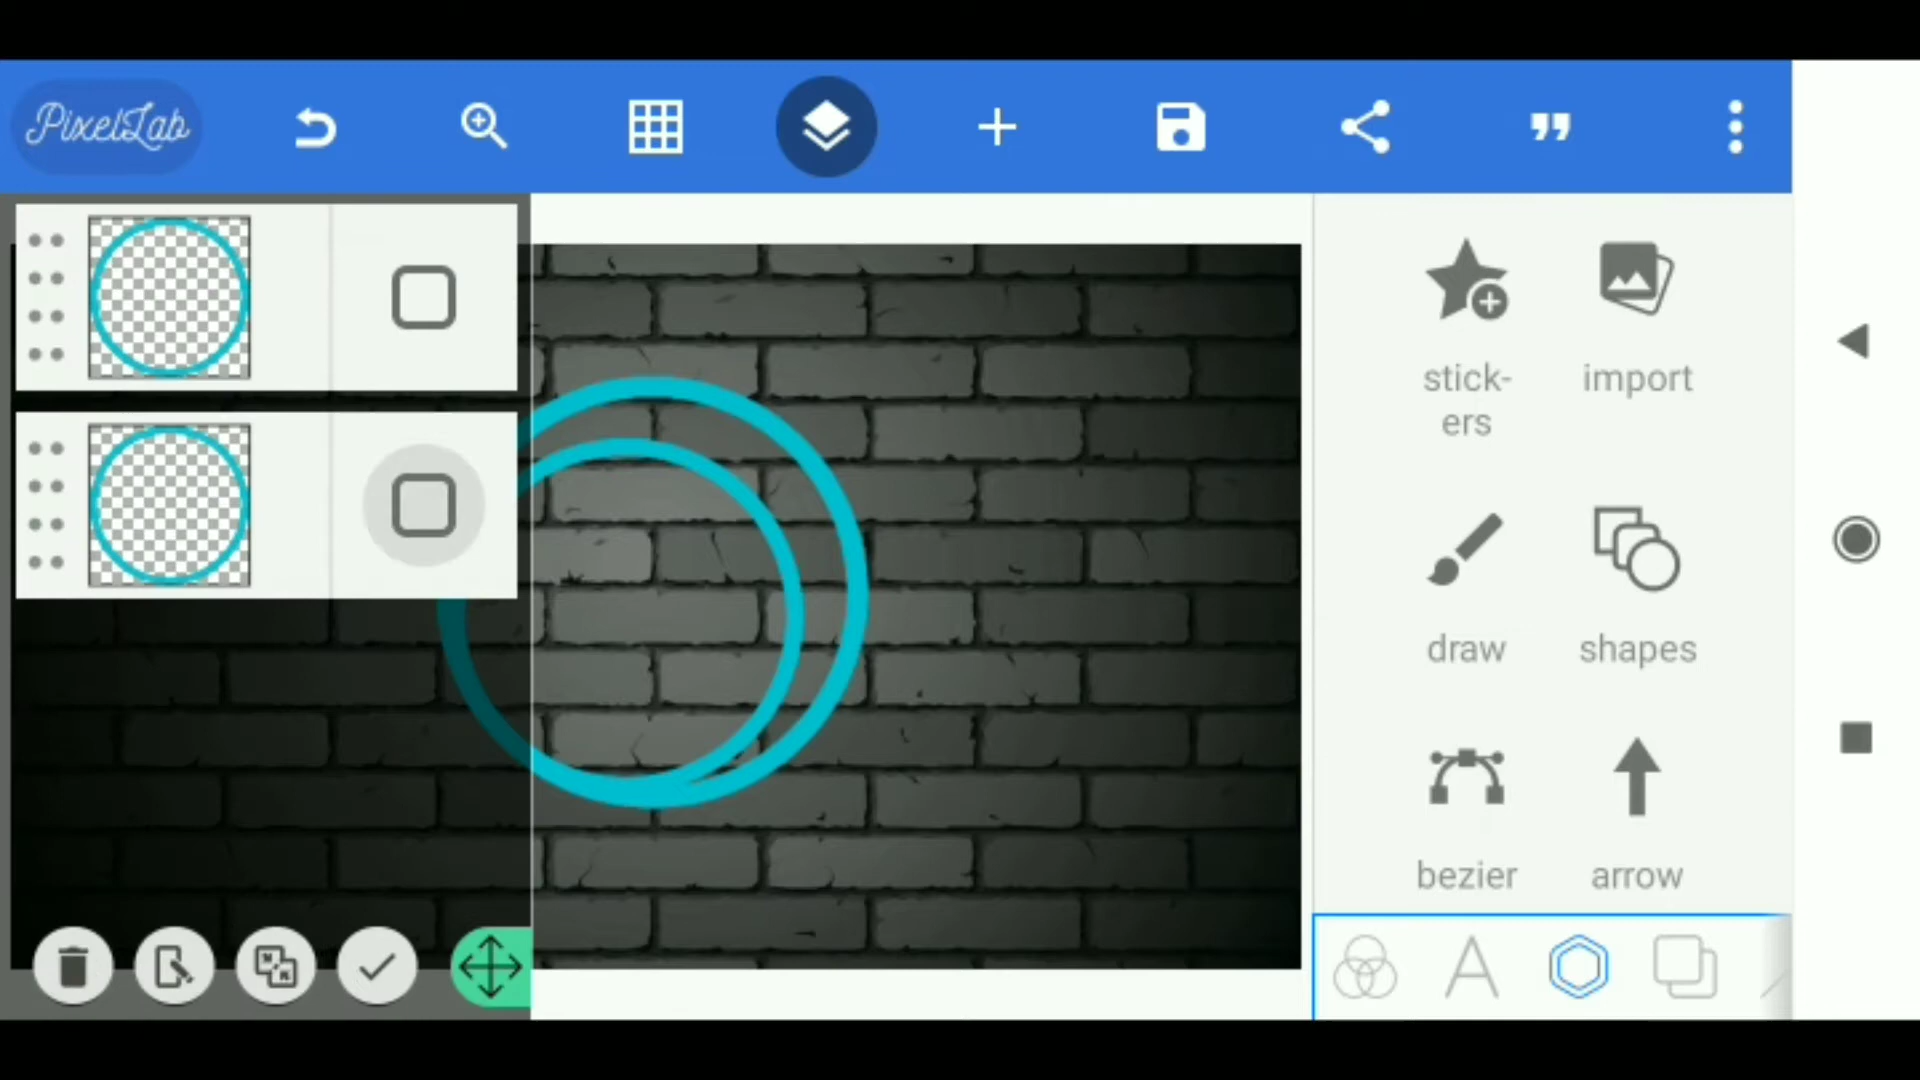 PixelLab
stick-
ers
import
draw
shapes
bezier
arrow